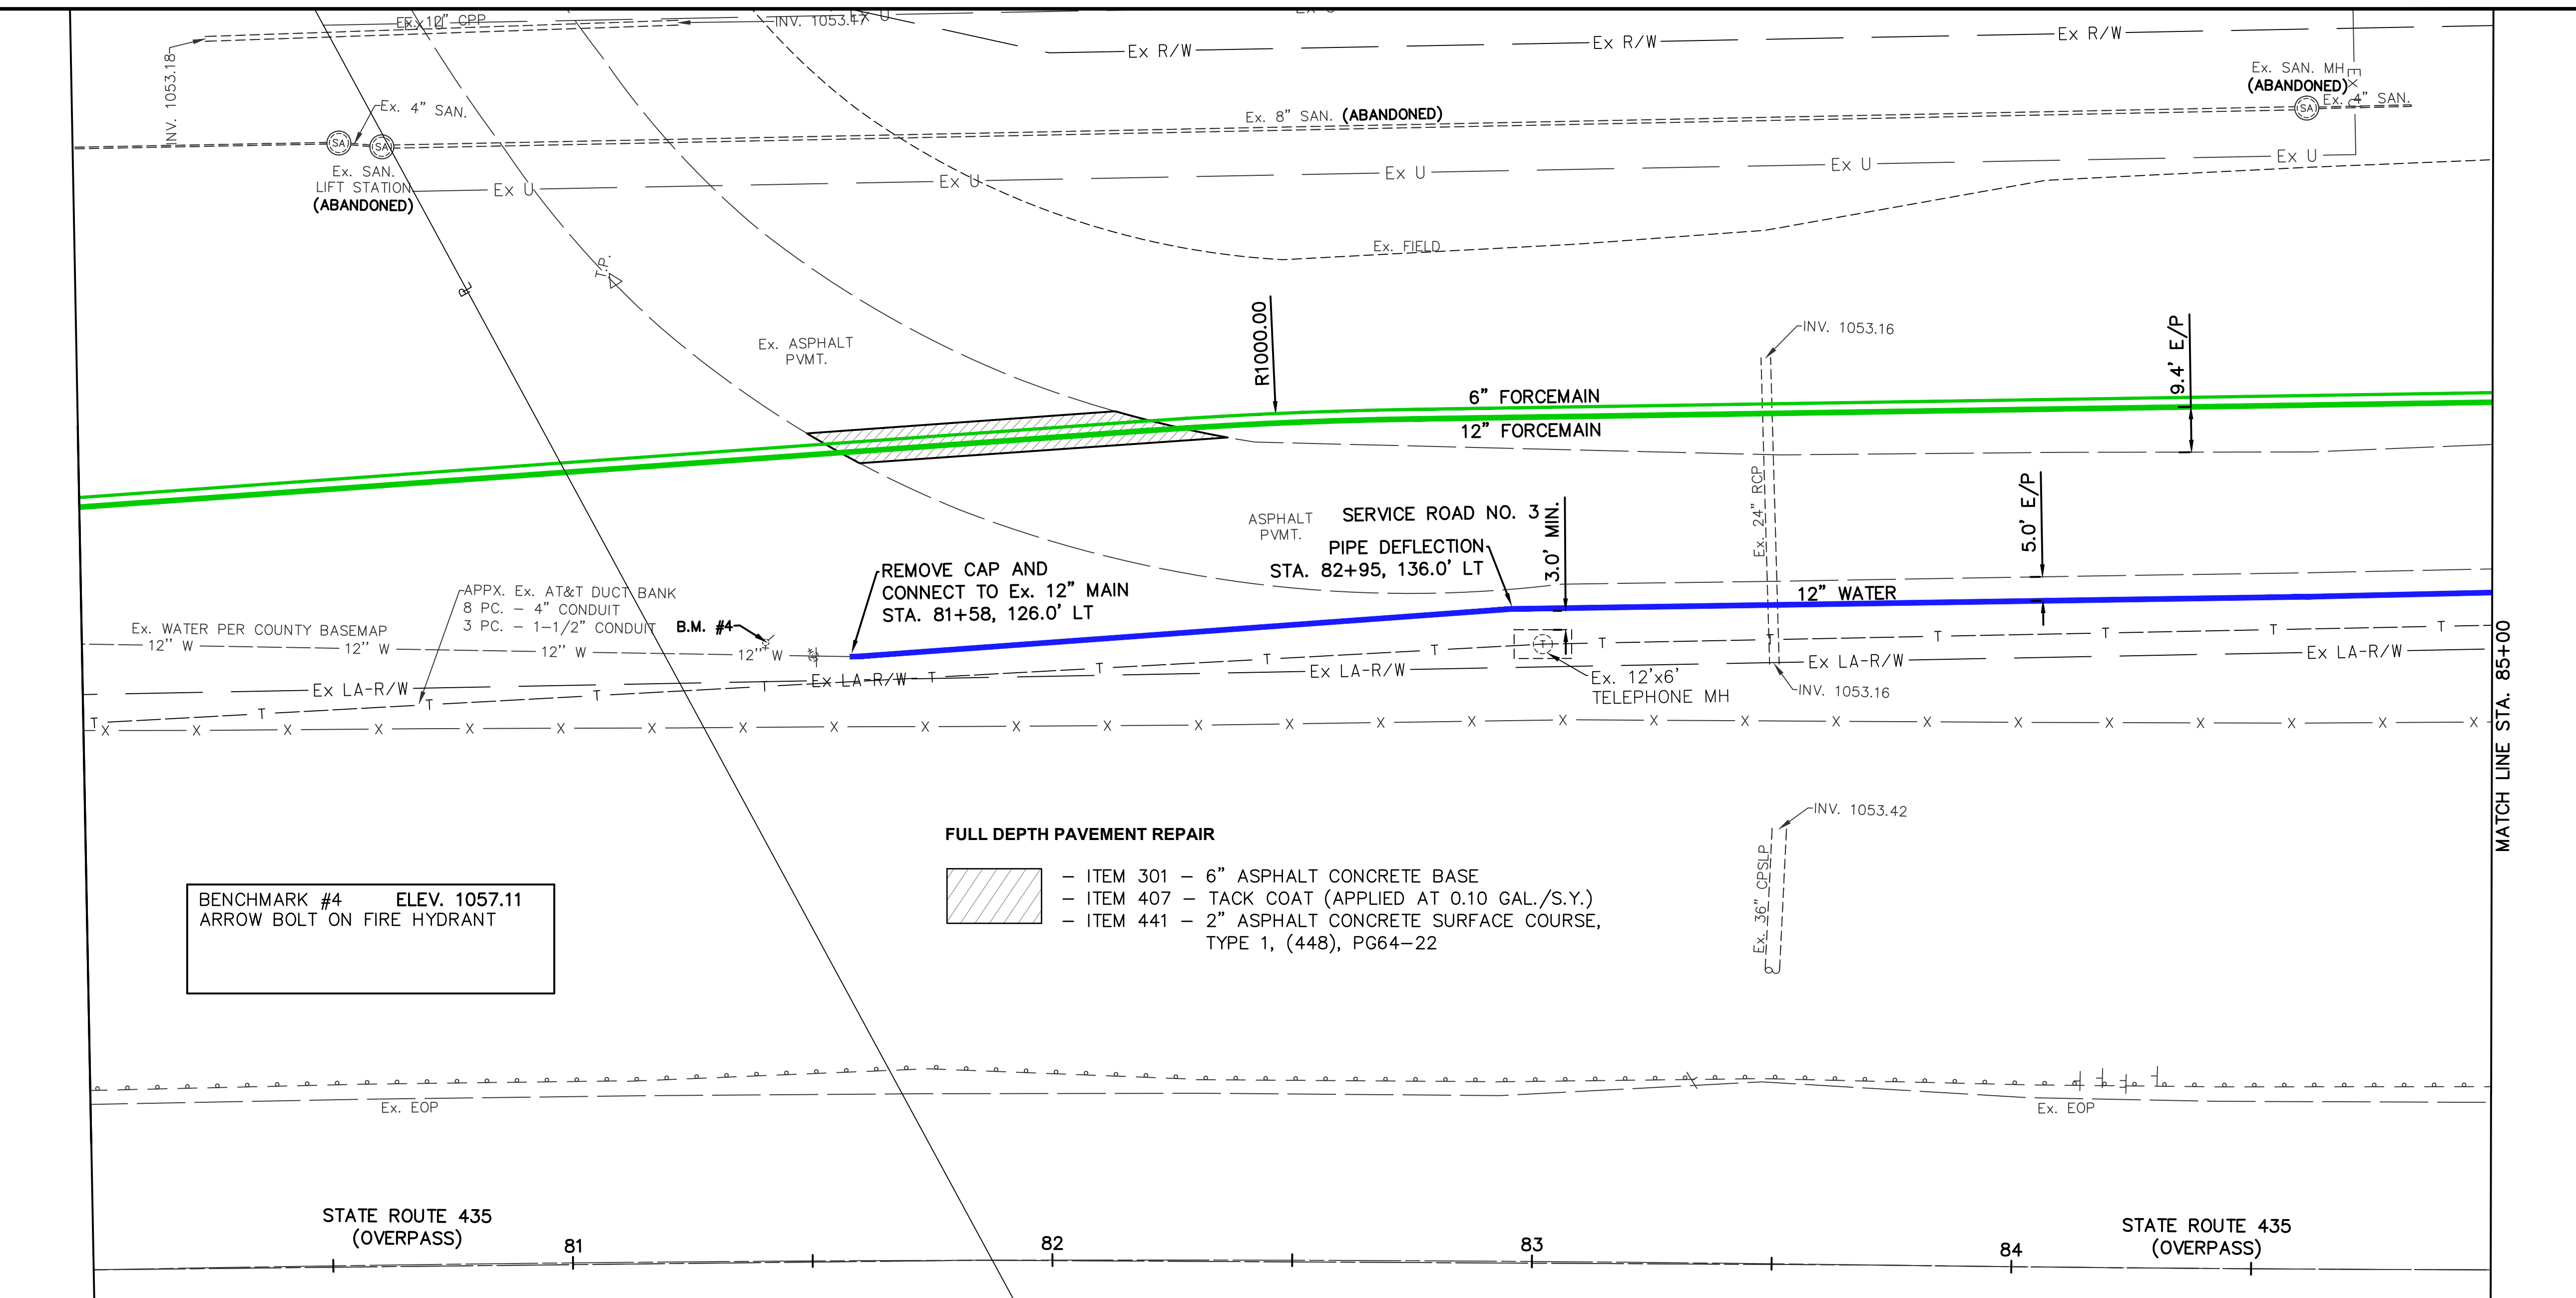 Ex. 12" CPP
Ex U
INV. 1053.47
Ex U
Ex U
Ex R/W
Ex R/W
Ex R/W
INV. 1053.18
Ex. 4" SAN.
SA
SA
Ex. SAN.
LIFT STATION
(ABANDONED)
Ex. 8" SAN. (ABANDONED)
Ex. SAN. MH
(ABANDONED)
SA
Ex. 4" SAN.
Ex U
Ex U
Ex U
Ex U
Ex U
Ex. FIELD
T.P.
PL
Ex. ASPHALT
PVMT.
R1000.00
INV. 1053.16
9.4' E/P
6" FORCEMAIN
12" FORCEMAIN
Ex. 24" RCP
ASPHALT
PVMT.
SERVICE ROAD NO. 3
PIPE DEFLECTION
STA. 82+95, 136.0' LT
3.0' MIN.
5.0' E/P
REMOVE CAP AND
CONNECT TO Ex. 12" MAIN
STA. 81+58, 126.0' LT
12" WATER
APPX. Ex. AT&T DUCT BANK
8 PC. - 4" CONDUIT
3 PC. - 1-1/2" CONDUIT
B.M. #4
Ex. WATER PER COUNTY BASEMAP
12" W
12" W
12" W
12" W
Ex LA-R/W
Ex LA-R/W
Ex LA-R/W
Ex LA-R/W
Ex LA-R/W
T T T T T T T T T T T T T T T
T
Ex. 12'x6'
TELEPHONE MH
INV. 1053.16
X X X X X X X X X X X X X X X X X X X X X X X X X X X
MATCH LINE STA. 85+00
FULL DEPTH PAVEMENT REPAIR
- ITEM 301 - 6" ASPHALT CONCRETE BASE
- ITEM 407 - TACK COAT (APPLIED AT 0.10 GAL./S.Y.)
- ITEM 441 - 2" ASPHALT CONCRETE SURFACE COURSE,
TYPE 1, (448), PG64-22
INV. 1053.42
Ex. 36" CPSLP
BENCHMARK #4 ELEV. 1057.11
ARROW BOLT ON FIRE HYDRANT
Ex. EOP
Ex. EOP
STATE ROUTE 435
(OVERPASS)
81
82
83
84
STATE ROUTE 435
(OVERPASS)